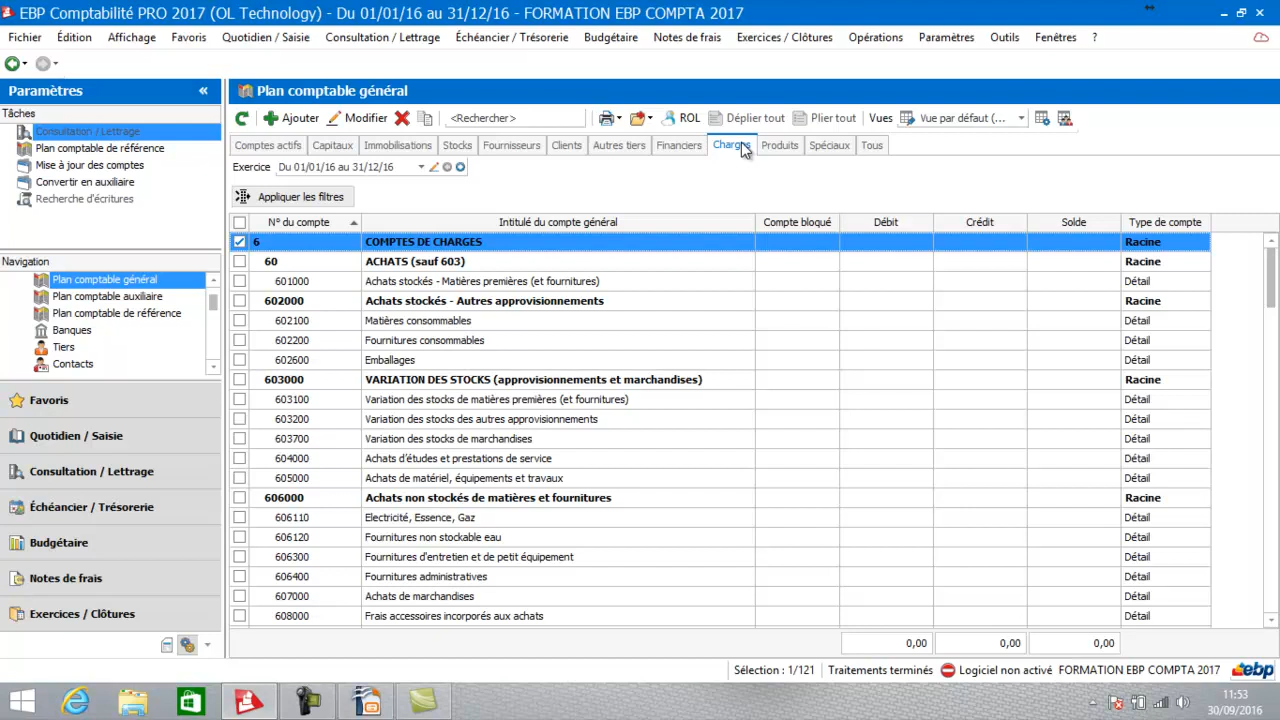 EBP Comptabilité PRO 2017 (OL Technology) - Du 01/01/16 au 31/12/16 - FORMATION EBP COMPTA 2017
Fichier Édition Affichage Favoris Quotidien / Saisie Consultation / Lettrage Échéancier / Trésorerie Budgétaire Notes de frais Exercices / Clôtures Opérations Paramètres Outils Fenêtres ?
Paramètres «
Tâches
Consultation / Lettrage
Plan comptable de référence
Mise à jour des comptes
Convertir en auxiliaire
Recherche d'écritures
Navigation
Plan comptable général
Plan comptable auxiliaire
Plan comptable de référence
Banques
Tiers
Contacts
Favoris
Quotidien / Saisie
Consultation / Lettrage
Échéancier / Trésorerie
Budgétaire
Notes de frais
Exercices / Clôtures
Plan comptable général
Ajouter Modifier <Rechercher> ROL Déplier tout Plier tout Vues Vue par défaut (...
Comptes actifs Capitaux Immobilisations Stocks Fournisseurs Clients Autres tiers Financiers Charges Produits Spéciaux Tous
Exercice Du 01/01/16 au 31/12/16
Appliquer les filtres
N° du compte Intitulé du compte général Compte bloqué Débit Crédit Solde Type de compte
6 COMPTES DE CHARGES Racine
60 ACHATS (sauf 603) Racine
601000 Achats stockés - Matières premières (et fournitures) Détail
602000 Achats stockés - Autres approvisionnements Racine
602100 Matières consommables Détail
602200 Fournitures consommables Détail
602600 Emballages Détail
603000 VARIATION DES STOCKS (approvisionnements et marchandises) Racine
603100 Variation des stocks de matières premières (et fournitures) Détail
603200 Variation des stocks des autres approvisionnements Détail
603700 Variation des stocks de marchandises Détail
604000 Achats d'études et prestations de service Détail
605000 Achats de matériel, équipements et travaux Détail
606000 Achats non stockés de matières et fournitures Racine
606110 Electricité, Essence, Gaz Détail
606120 Fournitures non stockable eau Détail
606300 Fournitures d'entretien et de petit équipement Détail
606400 Fournitures administratives Détail
607000 Achats de marchandises Détail
608000 Frais accessoires incorporés aux achats Détail
0,00 0,00 0,00
Sélection : 1/121 Traitements terminés Logiciel non activé FORMATION EBP COMPTA 2017 ebp
11:53
30/09/2016